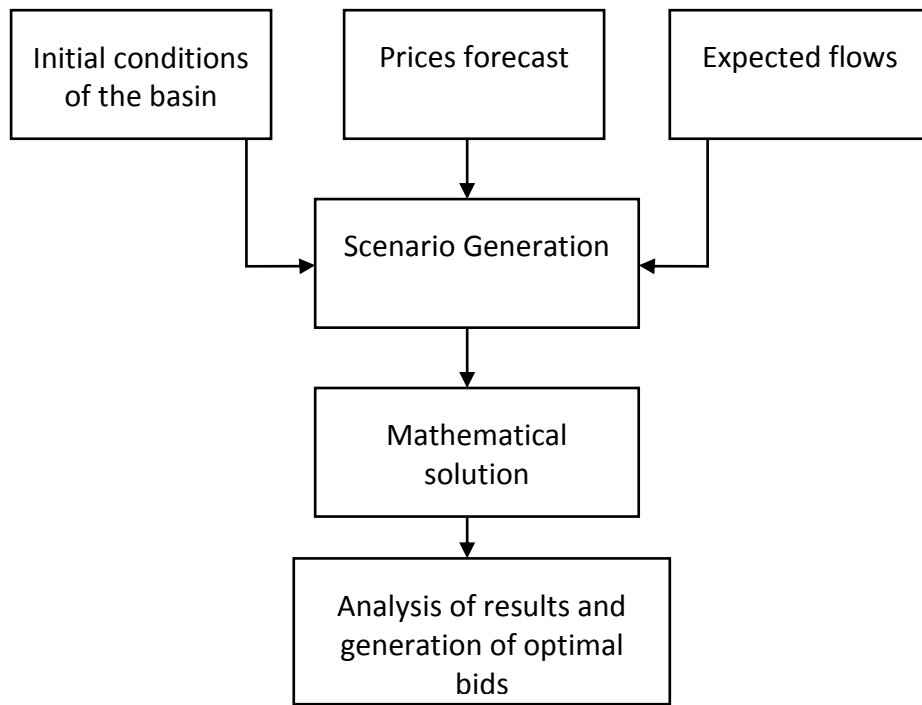 Initial conditions
of the basin
Prices forecast
Expected flows
Scenario Generation
Mathematical
solution
Analysis of results and
generation of optimal
bids